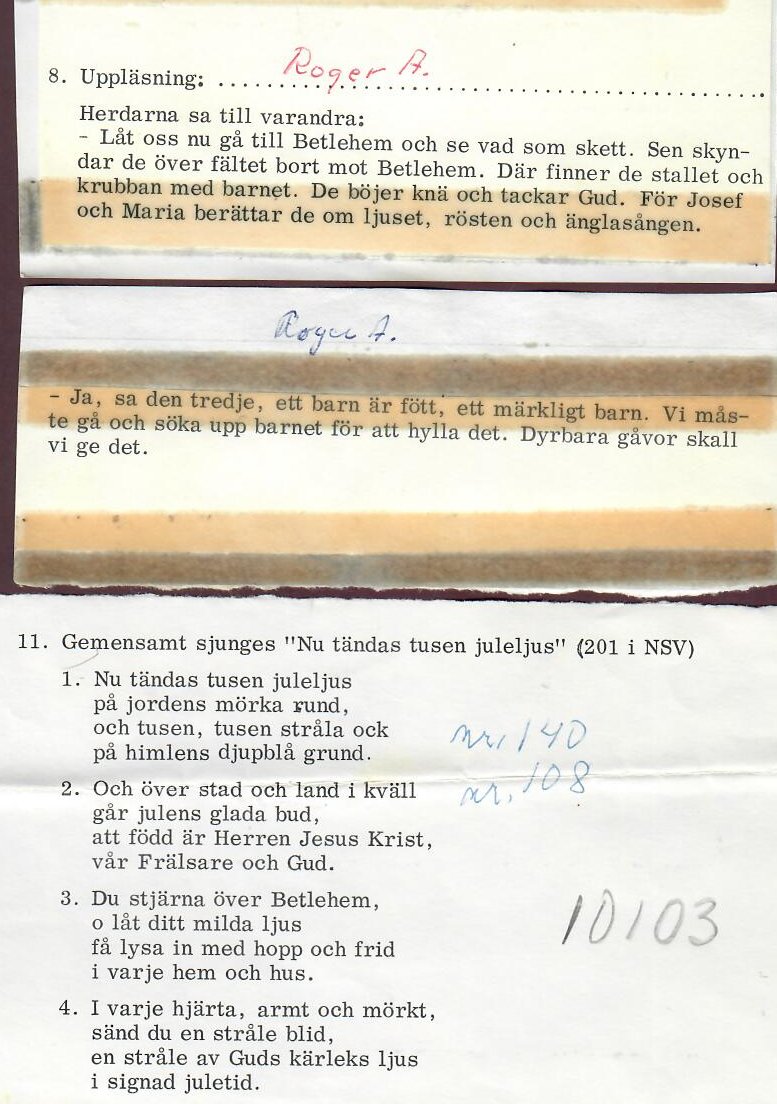 8. Uppläsning: Roger A.
Herdarna sa till varandra:
- Låt oss nu gå till Betlehem och se vad som skett. Sen skyn-
dar de över fältet bort mot Betlehem. Där finner de stallet och
krubban med barnet. De böjer knä och tackar Gud. För Josef
och Maria berättar de om ljuset, rösten och änglasången.
Roger A.
- Ja, sa den tredje, ett barn är fött, ett märkligt barn. Vi mås-
te gå och söka upp barnet för att hylla det. Dyrbara gåvor skall
vi ge det.
11. Gemensamt sjunges "Nu tändas tusen juleljus" (201 i NSV)
1. Nu tändas tusen juleljus
på jordens mörka rund,
och tusen, tusen stråla ock
på himlens djupblå grund.
nr. 140
nr. 108
2. Och över stad och land i kväll
går julens glada bud,
att född är Herren Jesus Krist,
vår Frälsare och Gud.
3. Du stjärna över Betlehem,
o låt ditt milda ljus
få lysa in med hopp och frid
i varje hem och hus.
10103
4. I varje hjärta, armt och mörkt,
sänd du en stråle blid,
en stråle av Guds kärleks ljus
i signad juletid.